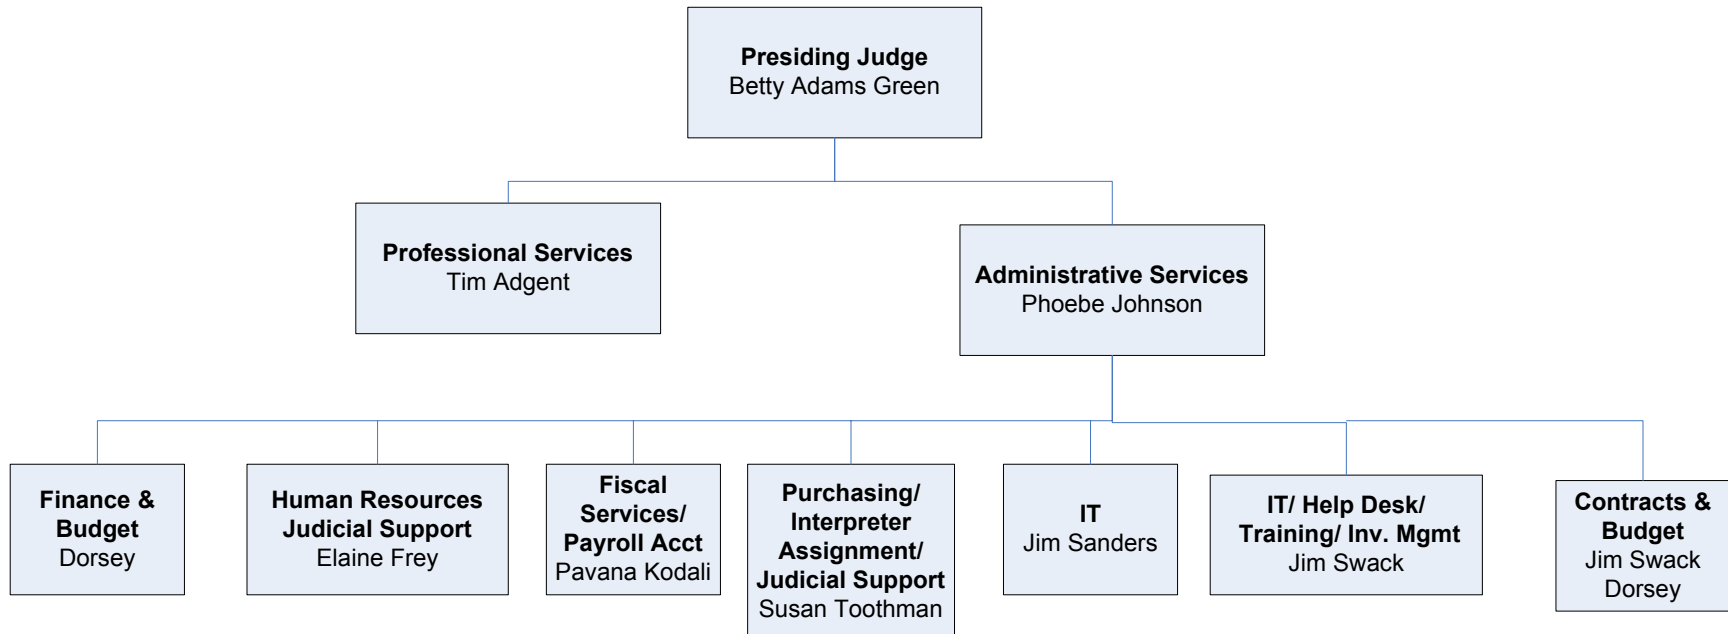 Presiding Judge
Betty Adams Green
Professional Services
Tim Adgent
Administrative Services
Phoebe Johnson
Finance &
Budget
Dorsey
Human Resources
Judicial Support
Elaine Frey
Fiscal
Services/
Payroll Acct
Pavana Kodali
Purchasing/
Interpreter
Assignment/
Judicial Support
Susan Toothman
IT
Jim Sanders
IT/ Help Desk/
Training/ Inv. Mgmt
Jim Swack
Contracts &
Budget
Jim Swack
Dorsey